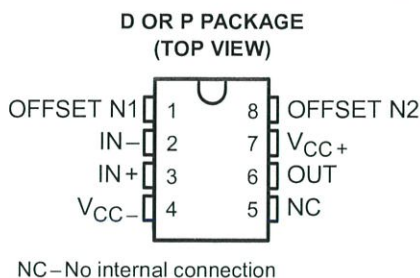 D OR P PACKAGE
(TOP VIEW)
OFFSET N1 1 8 OFFSET N2
IN− 2 7 VCC+
IN+ 3 6 OUT
VCC− 4 5 NC
NC−No internal connection